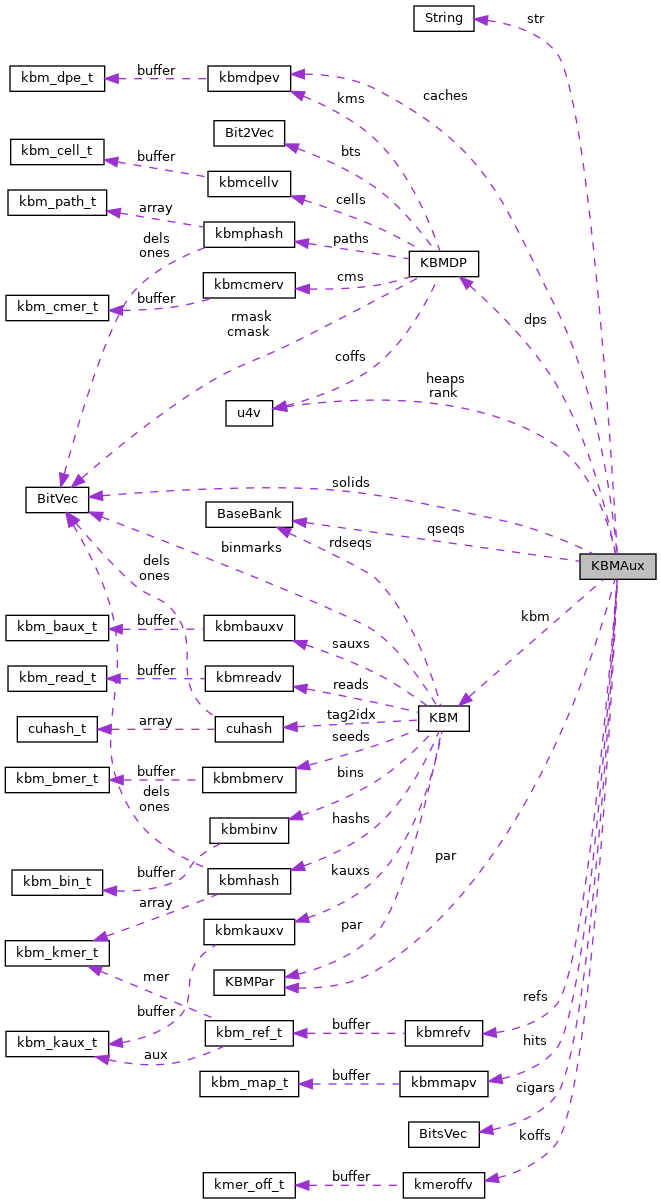 String
str
kbm_dpe_t
buffer
kbmdpev
caches
kms
Bit2Vec
bts
kbm_cell_t
buffer
kbmcellv
cells
kbm_path_t
array
kbmphash
paths
dels
ones
KBMDP
kbmcmerv
cms
kbm_cmer_t
buffer
rmask
cmask
dps
coffs
heaps
rank
u4v
solids
BitVec
BaseBank
qseqs
rdseqs
binmarks
dels
ones
KBMAux
kbm
kbm_baux_t
buffer
kbmbauxv
sauxs
kbm_read_t
buffer
kbmreadv
reads
tag2idx
KBM
cuhash_t
array
cuhash
seeds
kbm_bmer_t
buffer
kbmbmerv
bins
dels
ones
hashs
kbmbinv
par
kbm_bin_t
buffer
kbmhash
kauxs
array
kbmkauxv
par
kbm_kmer_t
mer
KBMPar
refs
buffer
kbm_kaux_t
aux
kbm_ref_t
buffer
kbmrefv
hits
kbm_map_t
buffer
kbmmapv
cigars
BitsVec
koffs
kmer_off_t
buffer
kmeroffv